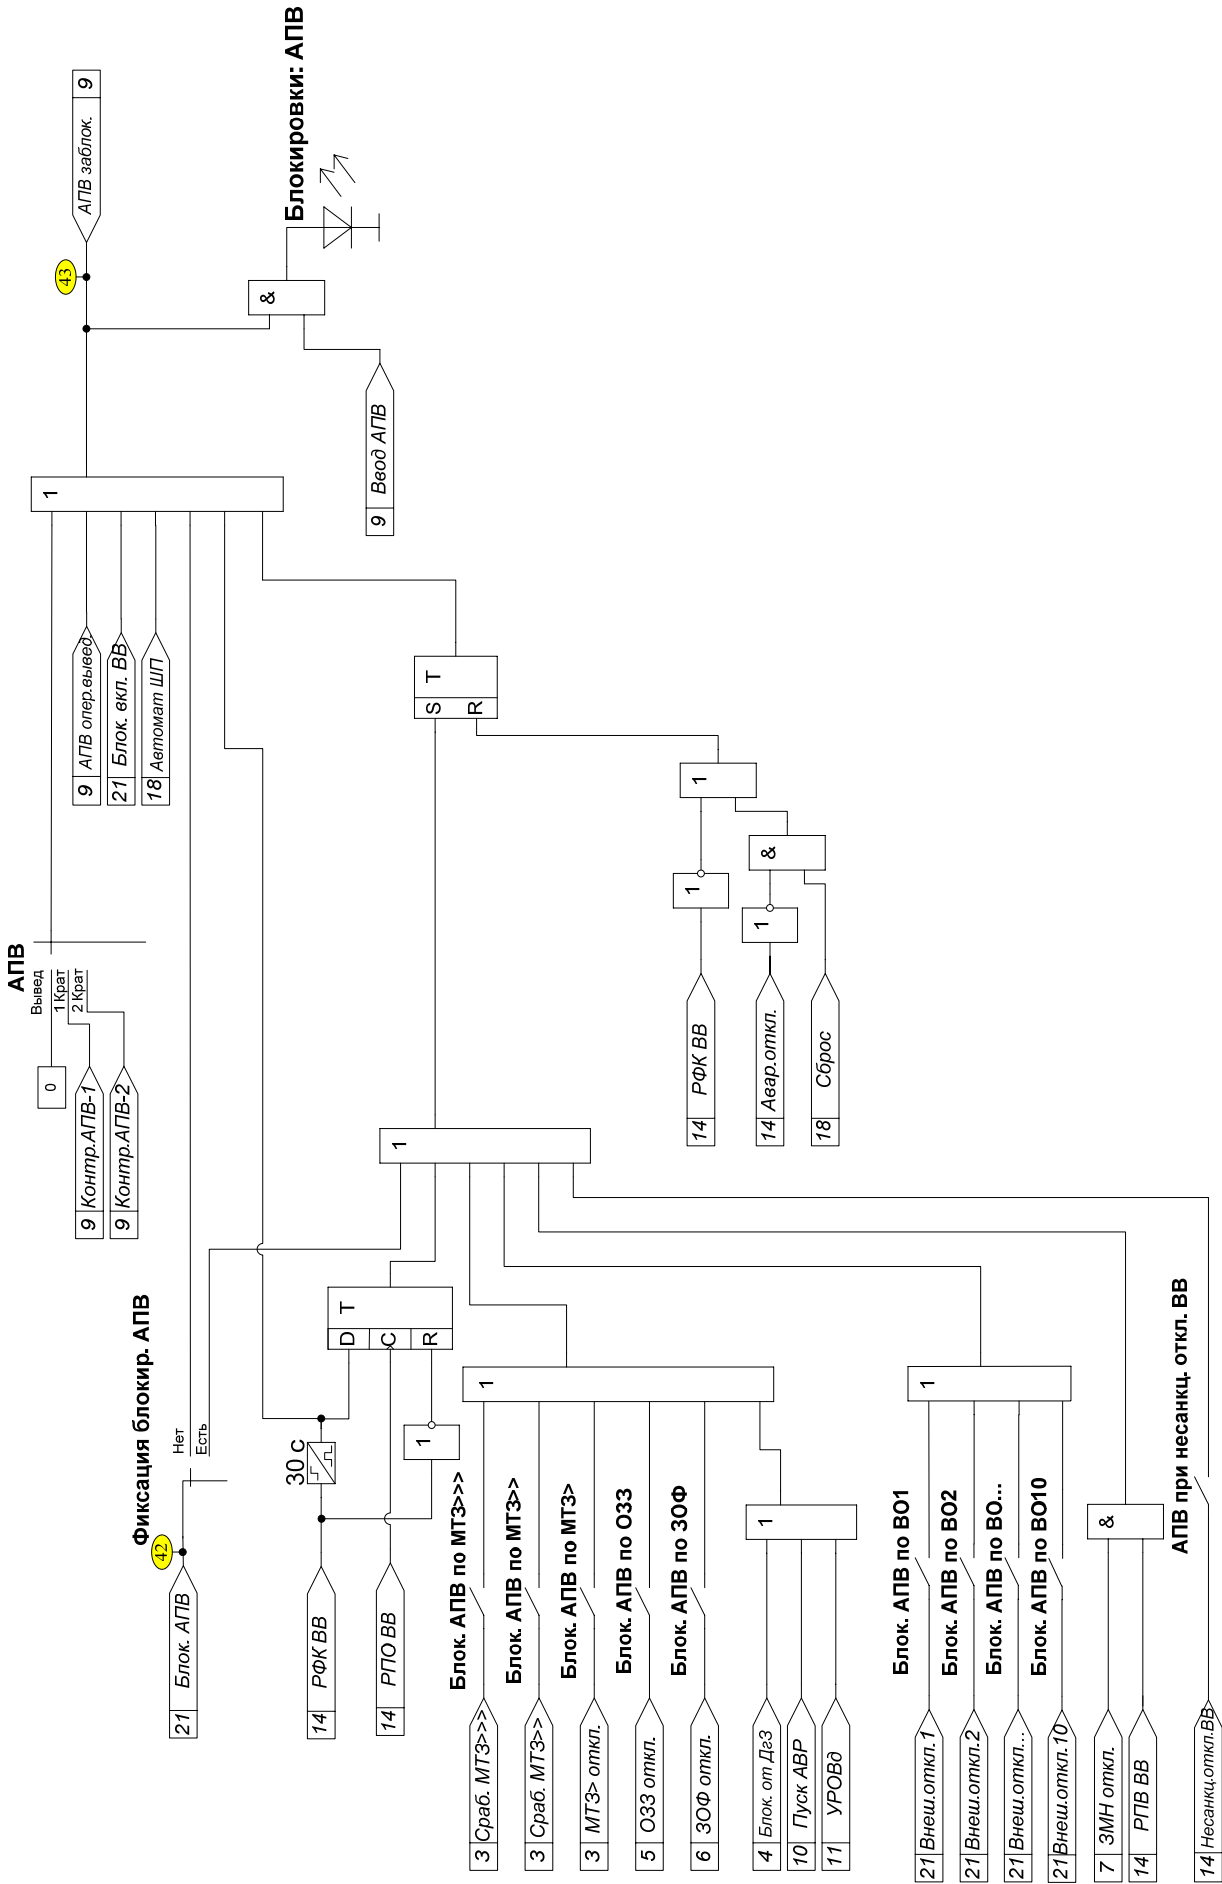 Фиксация блокир. АПВ
42
21 Блок. АПВ
Нет
Есть
АПВ
Вывед
1 Крат
2 Крат
0
9 Контр.АПВ-1
9 Контр.АПВ-2
9 АПВ опер.вывед.
21 Блок. вкл. ВВ
18 Автомат ШП
1
43
АПВ заблок. 9
&
Блокировки: АПВ
9 Ввод АПВ
14 РФК ВВ
30 с
14 РПО ВВ
1
D
C
R
T
1
S
R
T
14 РФК ВВ
1
14 Авар.откл.
1
18 Сброс
&
1
Блок. АПВ по МТЗ>>>
3 Сраб. МТЗ>>>
Блок. АПВ по МТЗ>>
3 Сраб. МТЗ>>
Блок. АПВ по МТЗ>
3 МТЗ> откл.
Блок. АПВ по ОЗЗ
5 ОЗЗ откл.
Блок. АПВ по ЗОФ
6 ЗОФ откл.
1
4 Блок. от ДгЗ
10 Пуск АВР
11 УРОВд
1
Блок. АПВ по ВО1
21 Внеш.откл.1
Блок. АПВ по ВО2
21 Внеш.откл.2
Блок. АПВ по ВО...
21 Внеш.откл...
Блок. АПВ по ВО10
21 Внеш.откл.10
1
7 ЗМН откл.
14 РПВ ВВ
&
АПВ при несанкц. откл. ВВ
14 Несанкц.откл.ВВ